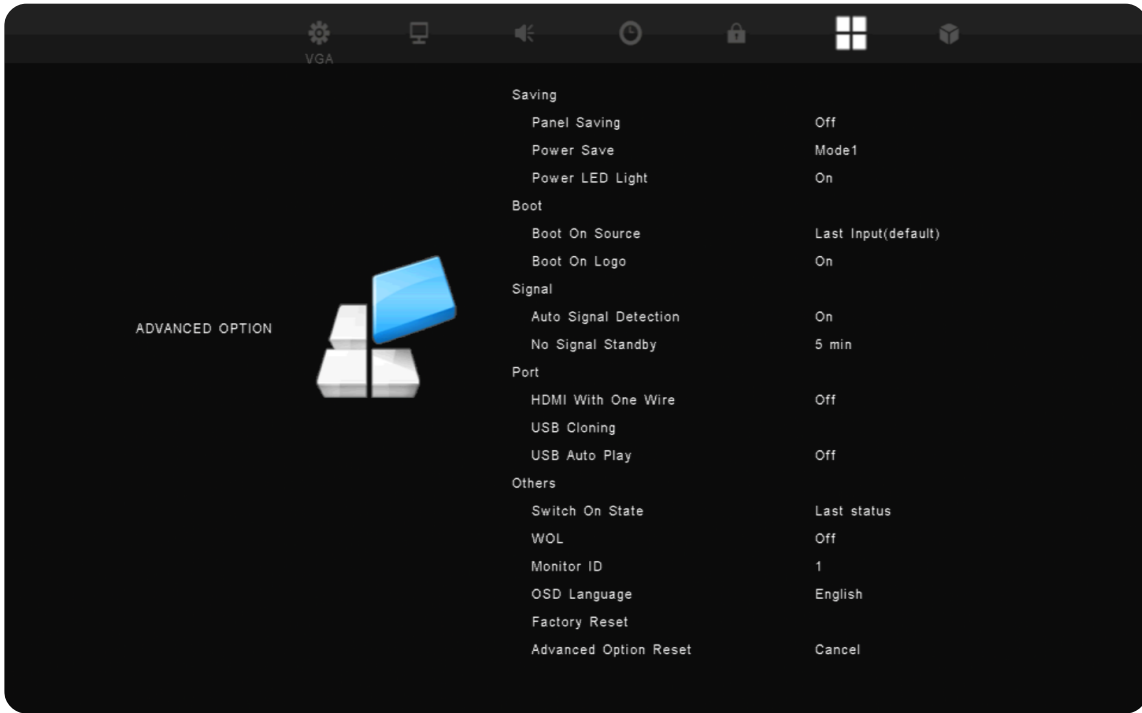 VGA
Saving
Panel Saving Off
Power Save Mode1
Power LED Light On
Boot
Boot On Source Last Input(default)
Boot On Logo On
Signal
ADVANCED OPTION
Auto Signal Detection On
No Signal Standby 5 min
Port
HDMI With One Wire Off
USB Cloning
USB Auto Play Off
Others
Switch On State Last status
WOL Off
Monitor ID 1
OSD Language English
Factory Reset
Advanced Option Reset Cancel